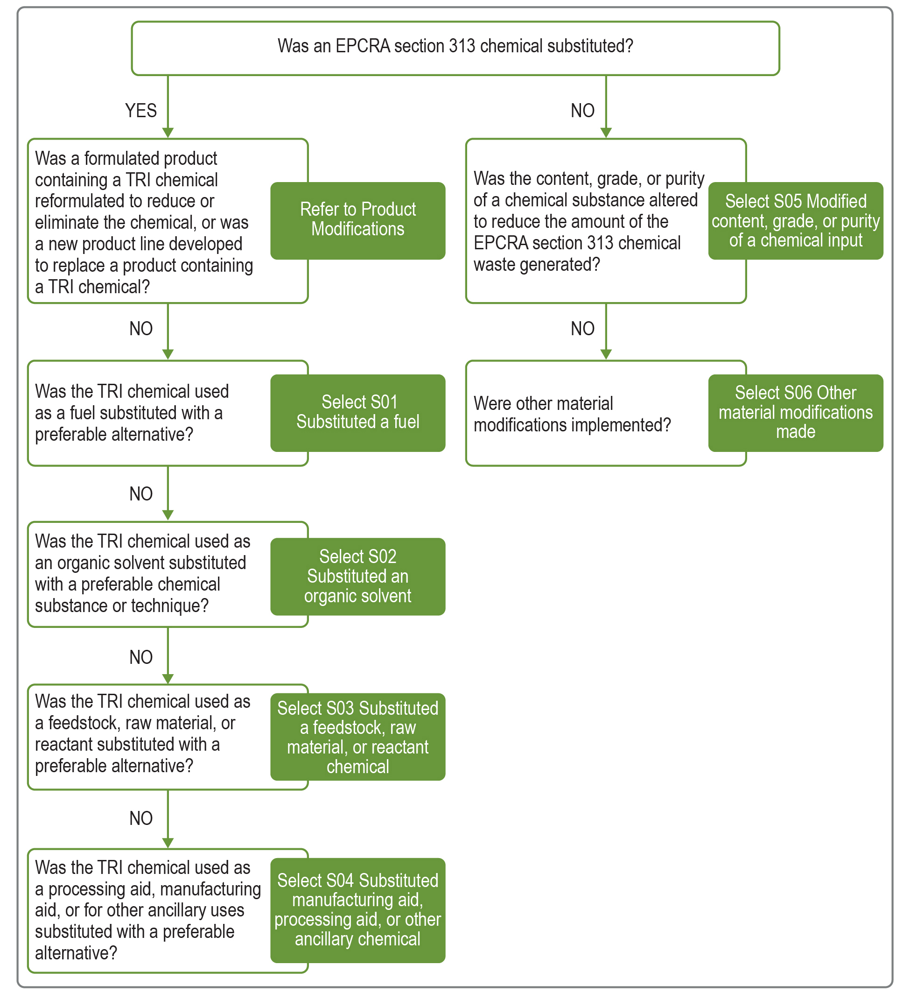 Was an EPCRA section 313 chemical substituted?
YES
NO
Was a formulated product
containing a TRI chemical
reformulated to reduce or
eliminate the chemical, or was
a new product line developed
to replace a product containing
a TRI chemical?
Refer to Product
Modifications
Was the content, grade, or purity
of a chemical substance altered
to reduce the amount of the
EPCRA section 313 chemical
waste generated?
Select S05 Modified
content, grade, or purity
of a chemical input
NO
NO
Was the TRI chemical used
as a fuel substituted with a
preferable alternative?
Select S01
Substituted a fuel
Were other material
modifications implemented?
Select S06 Other
material modifications
made
NO
Was the TRI chemical used as
an organic solvent substituted
with a preferable chemical
substance or technique?
Select S02
Substituted an
organic solvent
NO
Was the TRI chemical used as
a feedstock, raw material, or
reactant substituted with a
preferable alternative?
Select S03 Substituted
a feedstock, raw
material, or reactant
chemical
NO
Was the TRI chemical used as
a processing aid, manufacturing
aid, or for other ancillary uses
substituted with a preferable
alternative?
Select S04 Substituted
manufacturing aid,
processing aid, or other
ancillary chemical